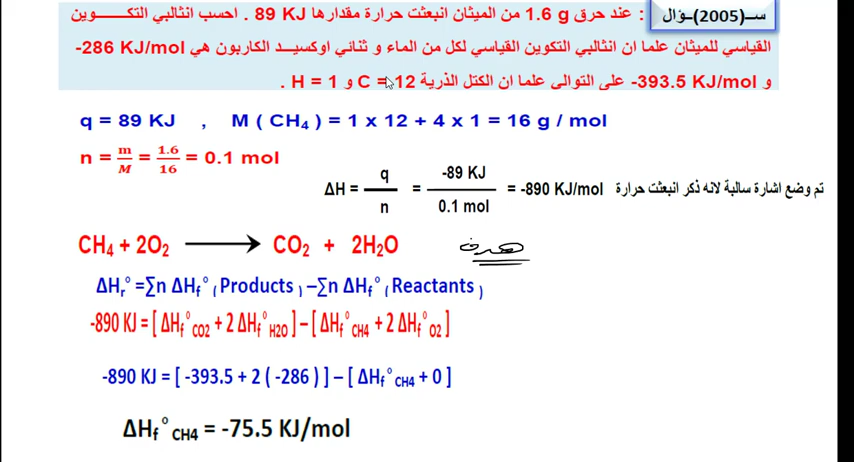 ســ(2005)ــؤال : عند حرق 1.6 g من الميثان انبعثت حرارة مقدارها 89 KJ . احسب انثالبي التكـــــــوين
القياسي للميثان علما ان انثالبي التكوين القياسي لكل من الماء و ثنائي اوكسيــد الكاربون هي -286 KJ/mol
و -393.5 KJ/mol على التوالي علما ان الكتل الذرية C = 12 و H = 1 .
q = 89 KJ , M ( CH₄ ) = 1 x 12 + 4 x 1 = 16 g / mol
n = m/M = 1.6/16 = 0.1 mol
ΔH = q/n = -89 KJ/0.1 mol = -890 KJ/mol تم وضع اشارة سالبة لانه ذكر انبعثت حرارة
CH₄ + 2O₂ ⟶ CO₂ + 2H₂O هدف
ΔHr° =∑n ΔHf° ( Products ) –∑n ΔHf° ( Reactants )
-890 KJ = [ ΔHf°CO2 + 2 ΔHf°H2O ] – [ ΔHf°CH4 + 2 ΔHf°O2 ]
-890 KJ = [ -393.5 + 2 ( -286 ) ] – [ ΔHf°CH4 + 0 ]
ΔHf°CH4 = -75.5 KJ/mol